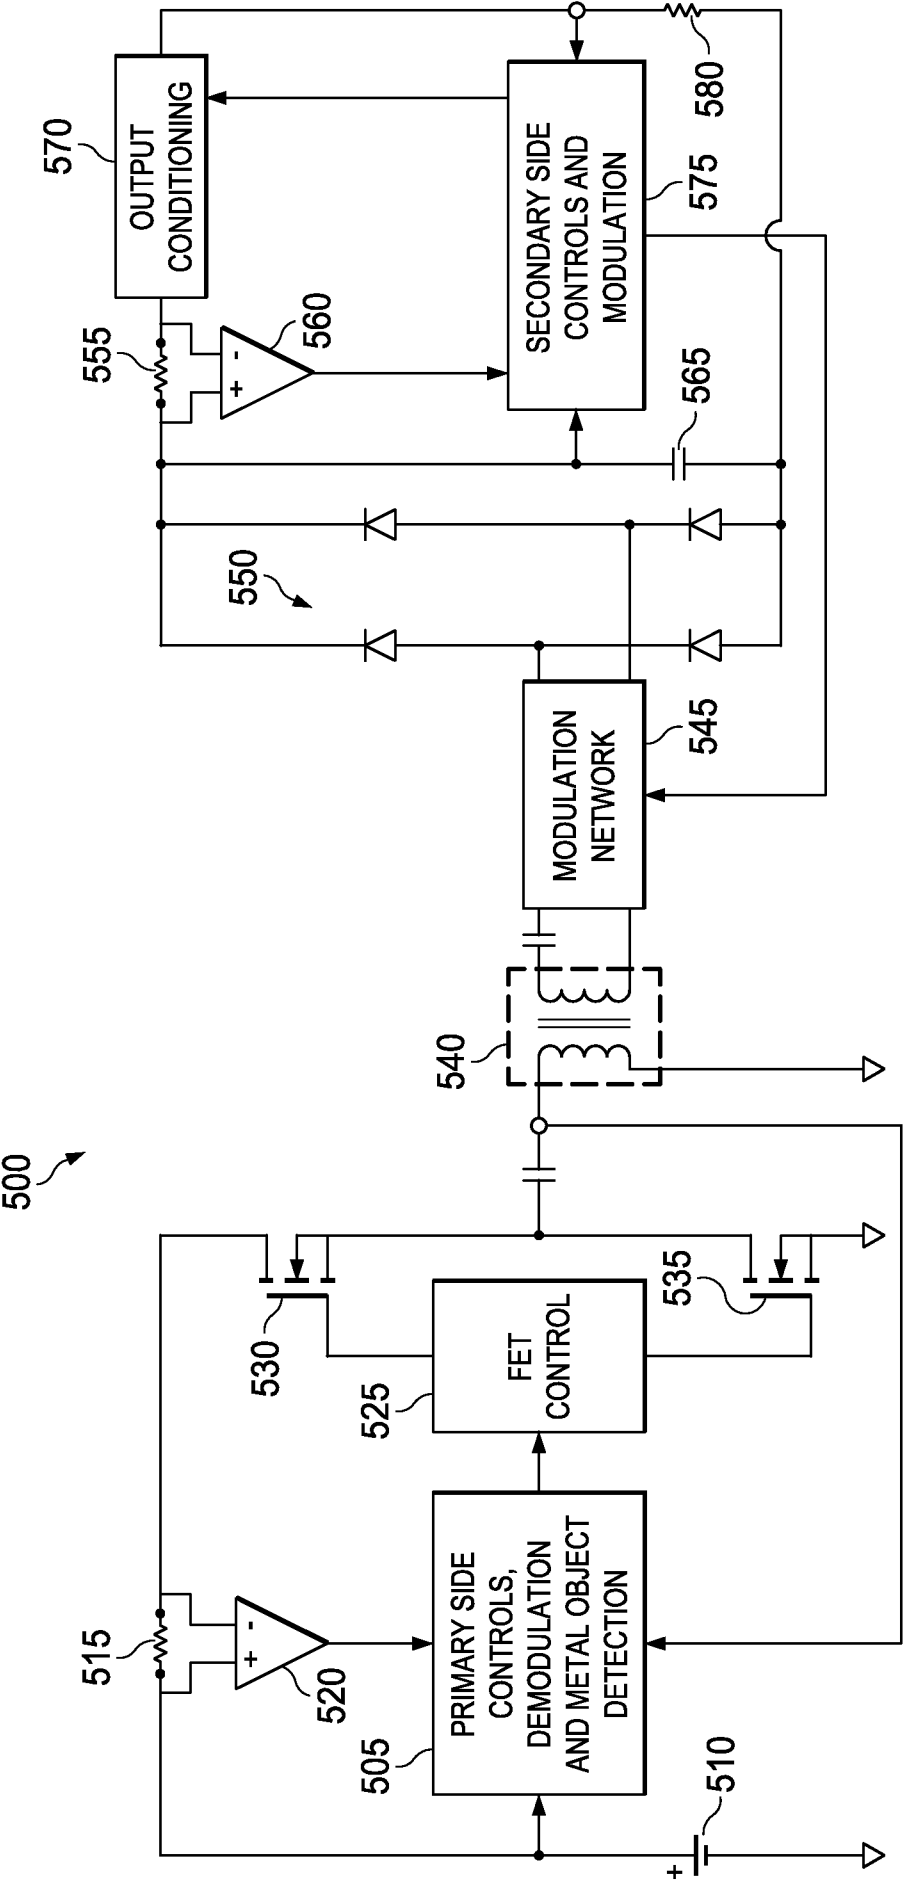 500
515
520
505
PRIMARY SIDE
CONTROLS,
DEMODULATION
AND METAL OBJECT
DETECTION
+
-
510
+
530
525
FET
CONTROL
535
540
545
MODULATION
NETWORK
550
555
560
+
-
565
570
OUTPUT
CONDITIONING
575
SECONDARY SIDE
CONTROLS AND
MODULATION
580